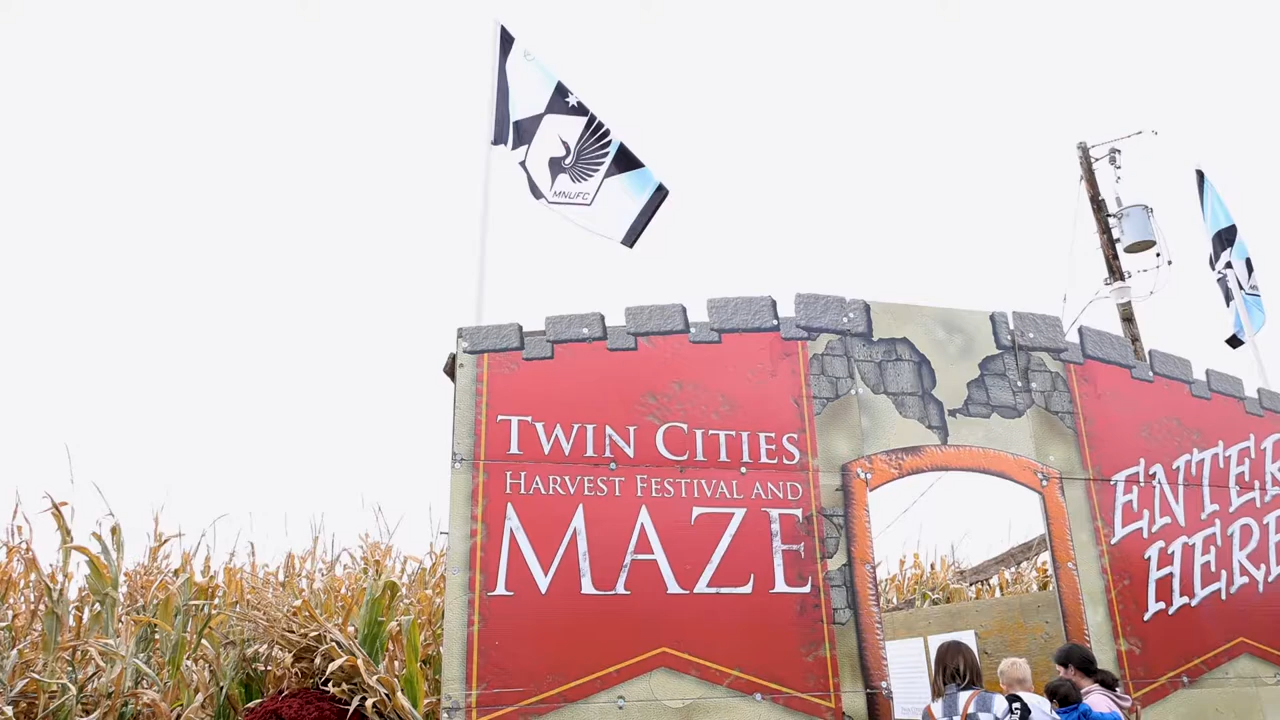 MNUFC
TWIN CITIES
HARVEST FESTIVAL AND
MAZE
ENTER
HERE